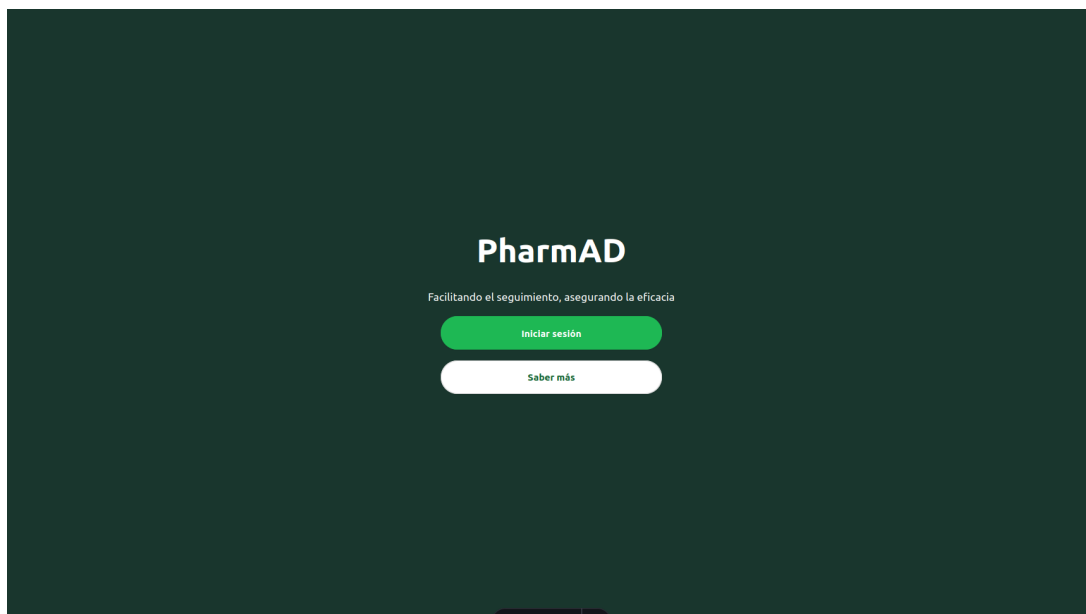 PharmAD
Facilitando el seguimiento, asegurando la eficacia
Iniciar sesión
Saber más